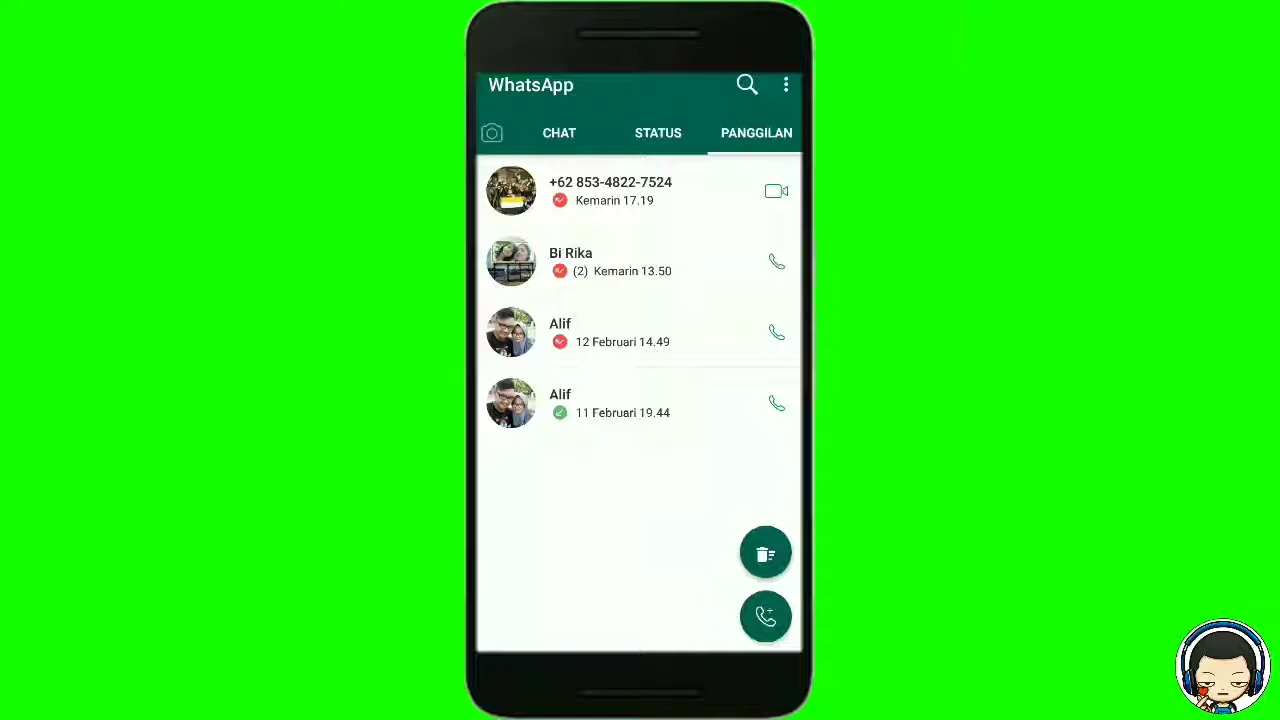 WhatsApp
CHAT STATUS PANGGILAN
+62 853-4822-7524
Kemarin 17.19
Bi Rika
(2) Kemarin 13.50
Alif
12 Februari 14.49
Alif
11 Februari 19.44